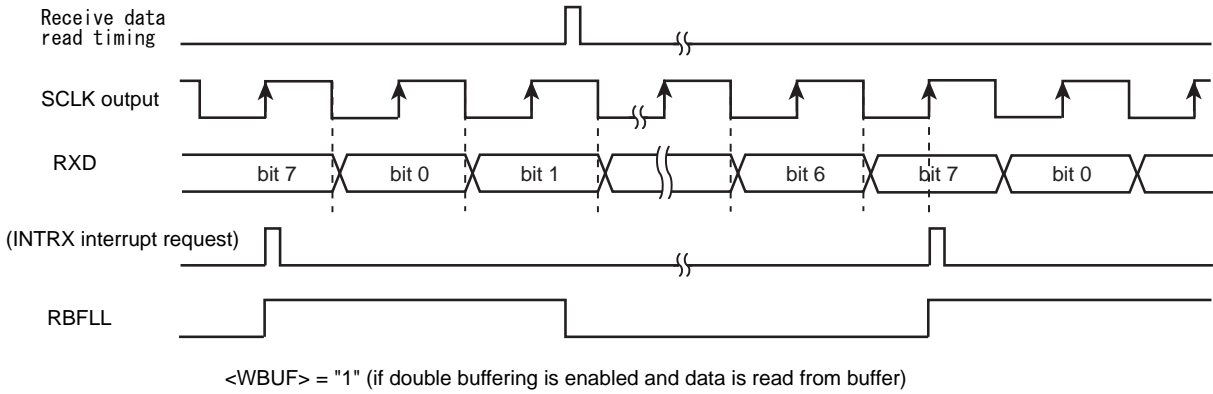 Receive data
read timing
SCLK output
RXD
bit 7 bit 0 bit 1 bit 6 bit 7 bit 0
(INTRX interrupt request)
RBFLL
<WBUF> = "1" (if double buffering is enabled and data is read from buffer)